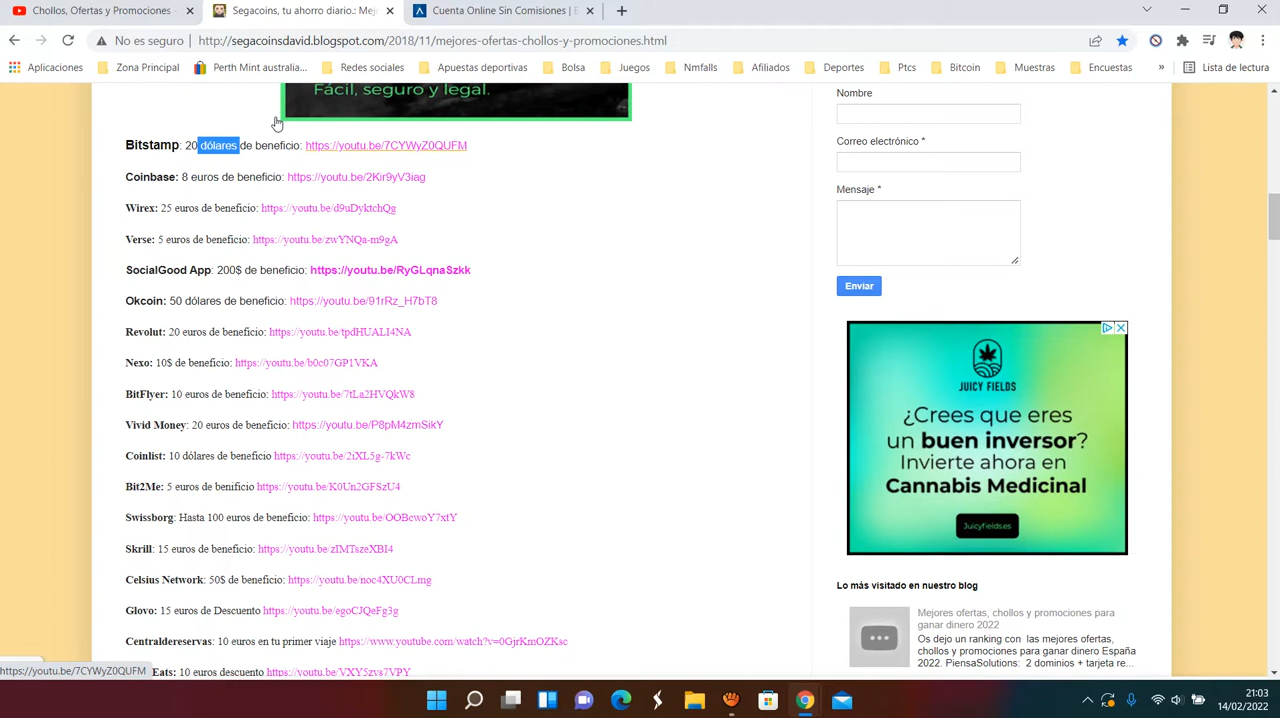 Chollos, Ofertas y Promociones -
Segacoins, tu ahorro diario.: Mej
Cuenta Online Sin Comisiones | E
No es seguro | http://segacoinsdavid.blogspot.com/2018/11/mejores-ofertas-chollos-y-promociones.html
Aplicaciones Zona Principal Perth Mint australia... Redes sociales Apuestas deportivas Bolsa Juegos Nmfalls Afiliados Deportes Ptcs Bitcoin Muestras Encuestas » Lista de lectura
Fácil, seguro y legal.
Bitstamp: 20 dólares de beneficio: https://youtu.be/7CYWyZ0QUFM
Coinbase: 8 euros de beneficio: https://youtu.be/2Kir9yV3iag
Wirex: 25 euros de beneficio: https://youtu.be/d9uDyktchQg
Verse: 5 euros de beneficio: https://youtu.be/zwYNQa-m9gA
SocialGood App: 200$ de beneficio: https://youtu.be/RyGLqnaSzkk
Okcoin: 50 dólares de beneficio: https://youtu.be/91rRz_H7bT8
Revolut: 20 euros de beneficio: https://youtu.be/tpdHUALI4NA
Nexo: 10$ de beneficio: https://youtu.be/b0c07GP1VKA
BitFlyer: 10 euros de beneficio: https://youtu.be/7tLa2HVQkW8
Vivid Money: 20 euros de beneficio: https://youtu.be/P8pM4zmSikY
Coinlist: 10 dólares de beneficio https://youtu.be/2iXL5g-7kWc
Bit2Me: 5 euros de benificio https://youtu.be/K0Un2GFSzU4
Swissborg: Hasta 100 euros de beneficio: https://youtu.be/OOBcwoY7xtY
Skrill: 15 euros de beneficio: https://youtu.be/zIMTszeXBI4
Celsius Network: 50$ de beneficio: https://youtu.be/noc4XU0CLmg
Glovo: 15 euros de Descuento https://youtu.be/egoCJQeFg3g
Centraldereservas: 10 euros en tu primer viaje https://www.youtube.com/watch?v=0GjrKmOZKsc
Eats: 10 euros descuento https://youtu.be/VXY5zvs7VPY
https://youtu.be/7CYWyZ0QUFM
Nombre
Correo electrónico *
Mensaje *
Enviar
JUICY FIELDS
¿Crees que eres
un buen inversor?
Invierte ahora en
Cannabis Medicinal
Juicyfields.es
Lo más visitado en nuestro blog
Mejores ofertas, chollos y promociones para
ganar dinero 2022
Os dejo un ranking con las mejores ofertas,
chollos y promociones para ganar dinero España
2022. PiensaSolutions: 2 dominios + tarjeta re...
21:03
14/02/2022